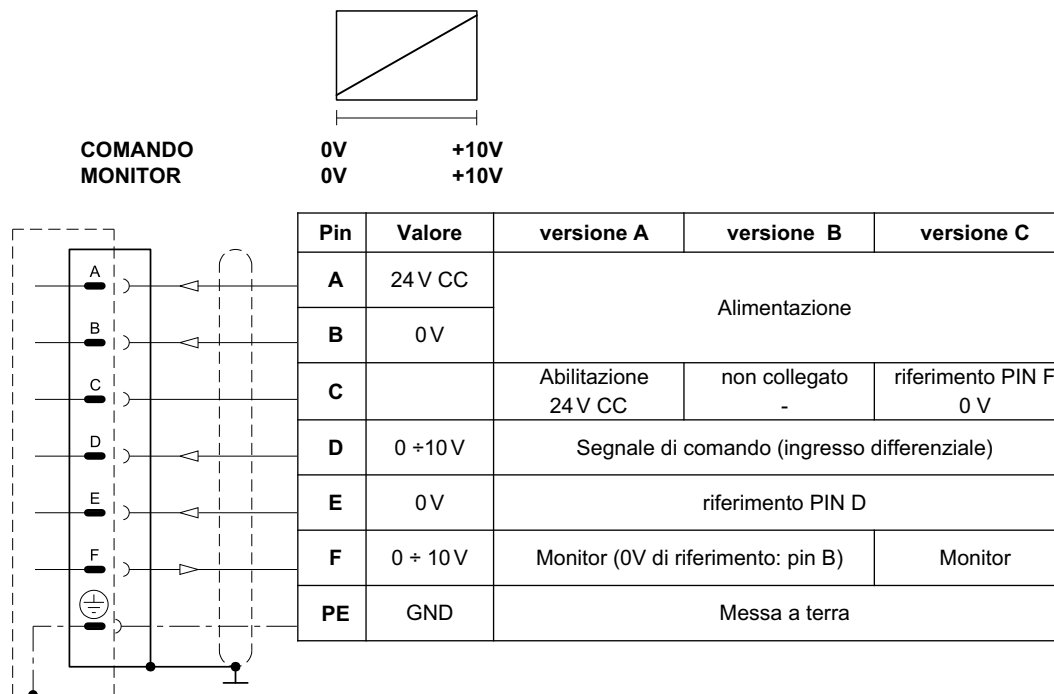 COMANDO 0V +10V
MONITOR 0V +10V
Pin Valore versione A versione B versione C
A A 24 V CC Alimentazione
B B 0 V
C C Abilitazione non collegato riferimento PIN F
24 V CC - 0 V
D D 0 ÷10 V Segnale di comando (ingresso differenziale)
E E 0 V riferimento PIN D
F F 0 ÷ 10 V Monitor (0V di riferimento: pin B) Monitor
PE GND Messa a terra